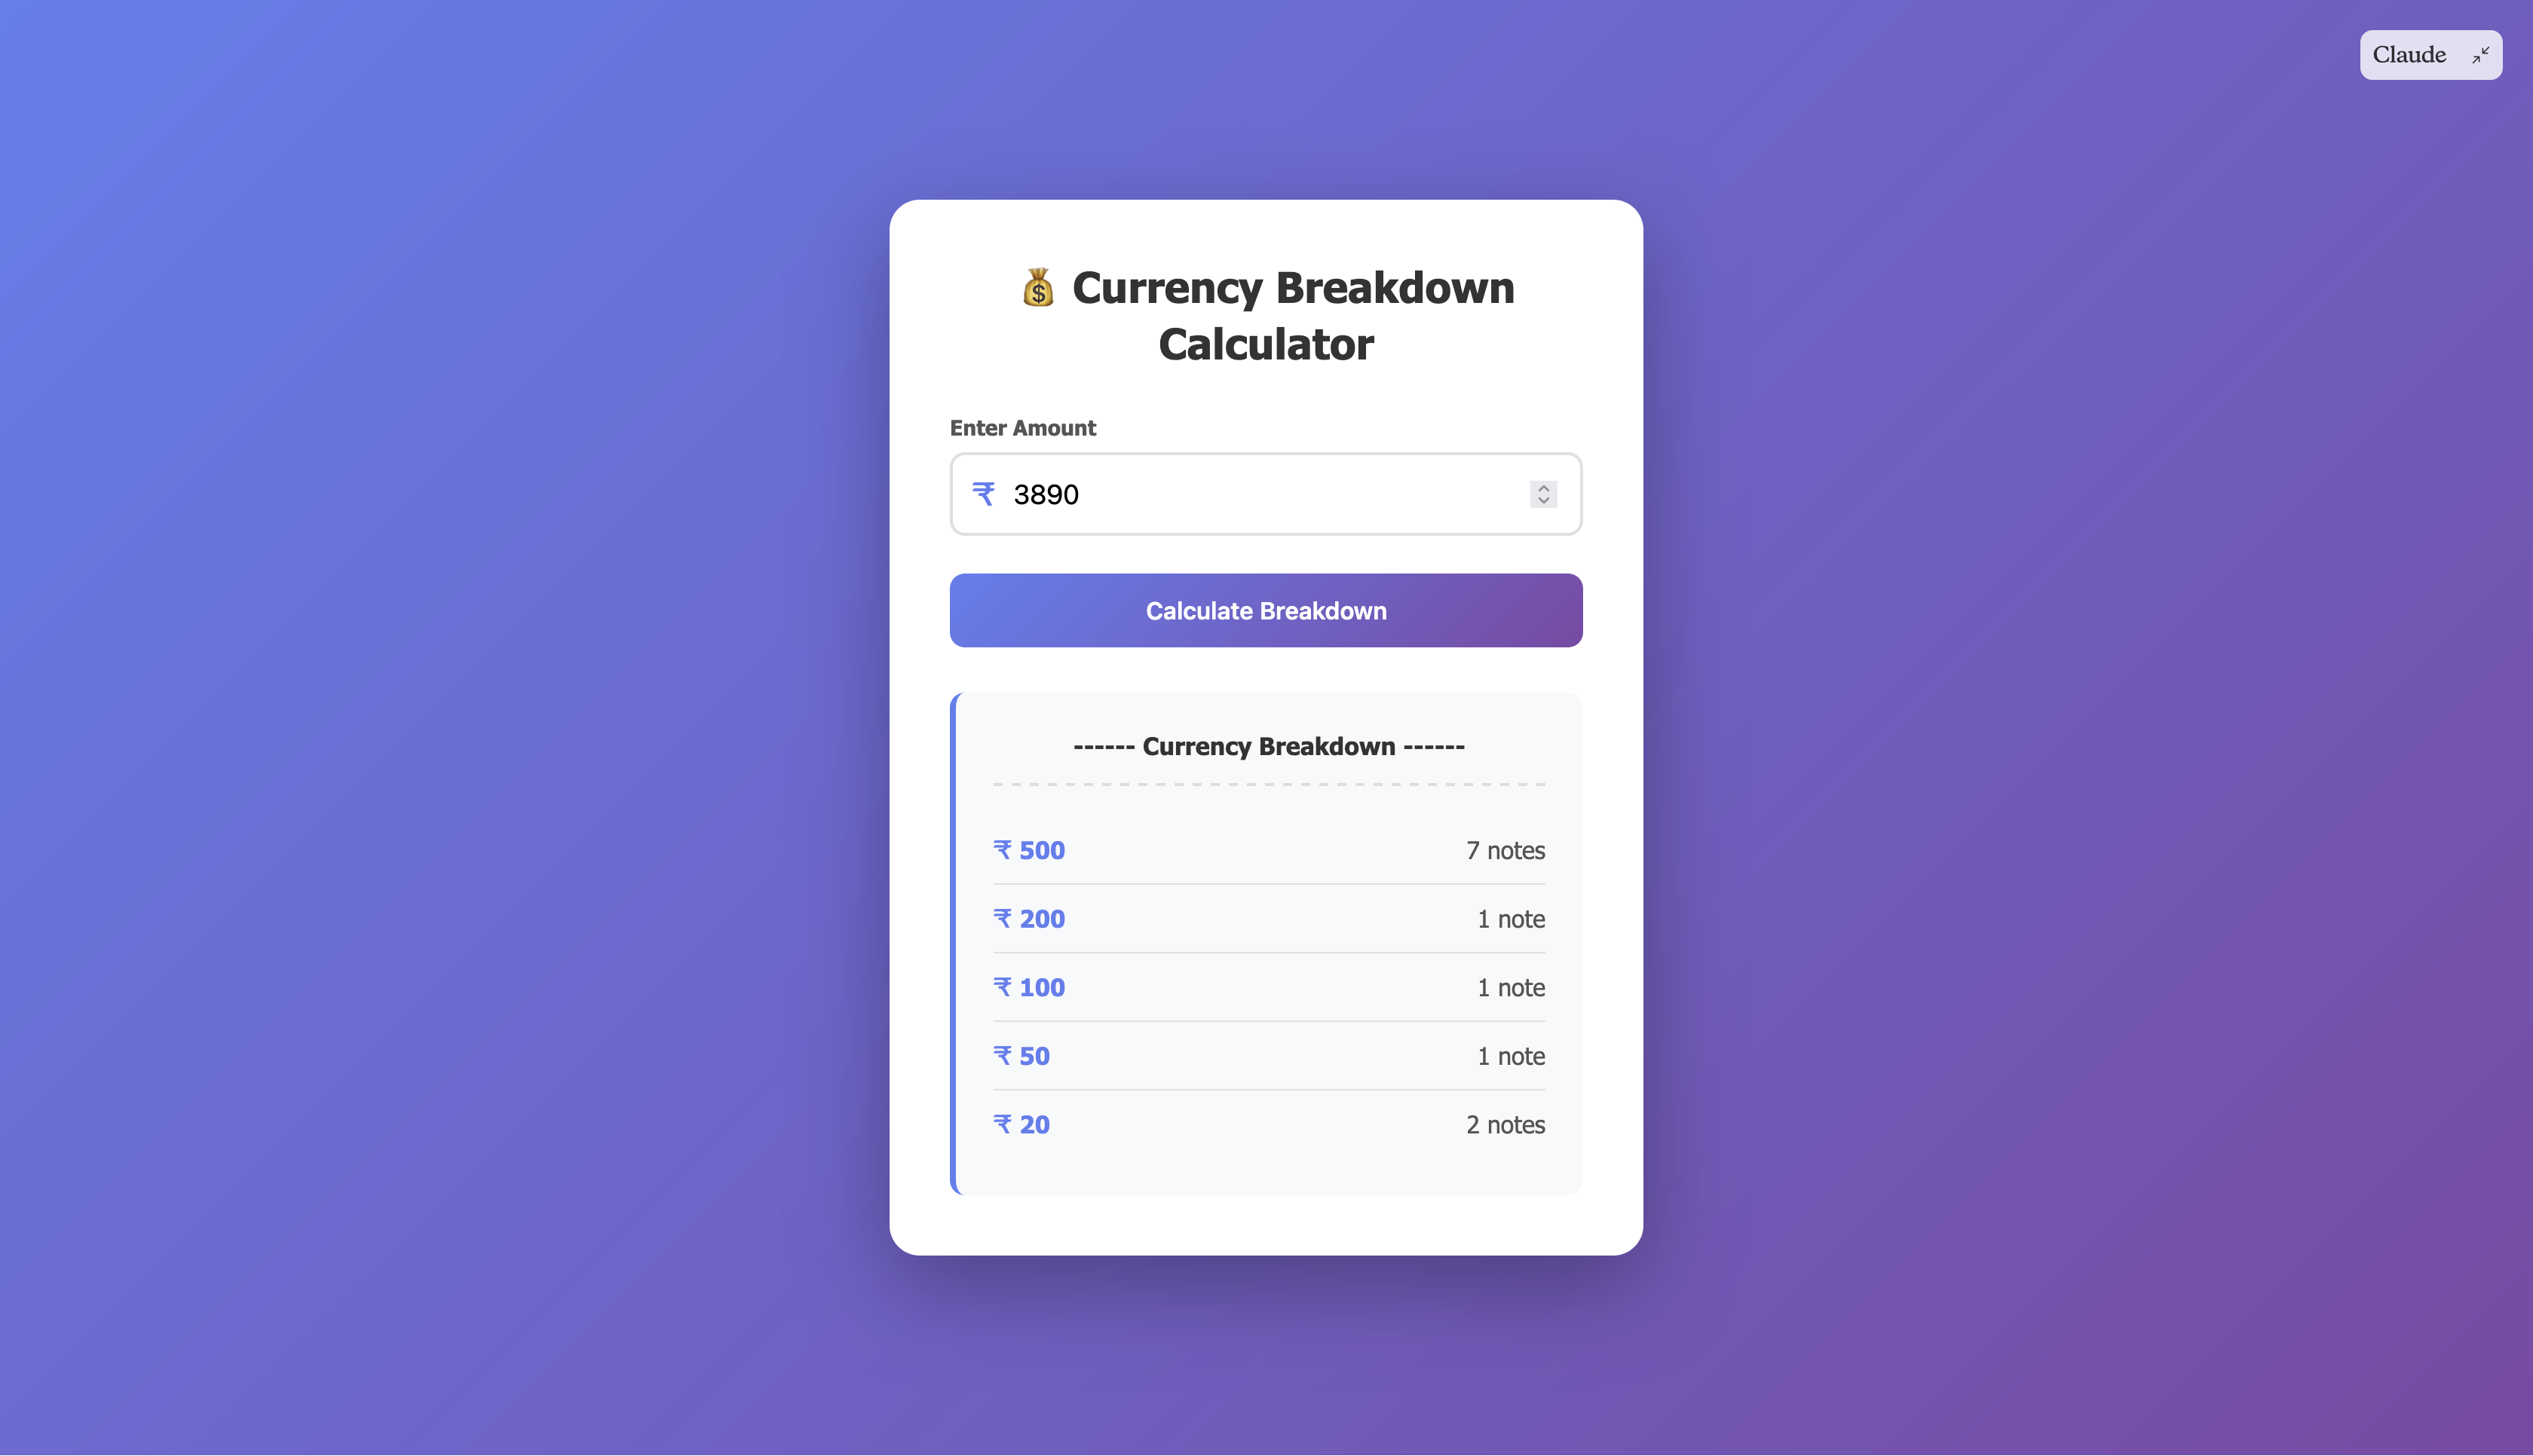 Claude
💰 Currency Breakdown
Calculator
Enter Amount
₹ 3890
Calculate Breakdown
------ Currency Breakdown ------
₹ 500 7 notes
₹ 200 1 note
₹ 100 1 note
₹ 50 1 note
₹ 20 2 notes